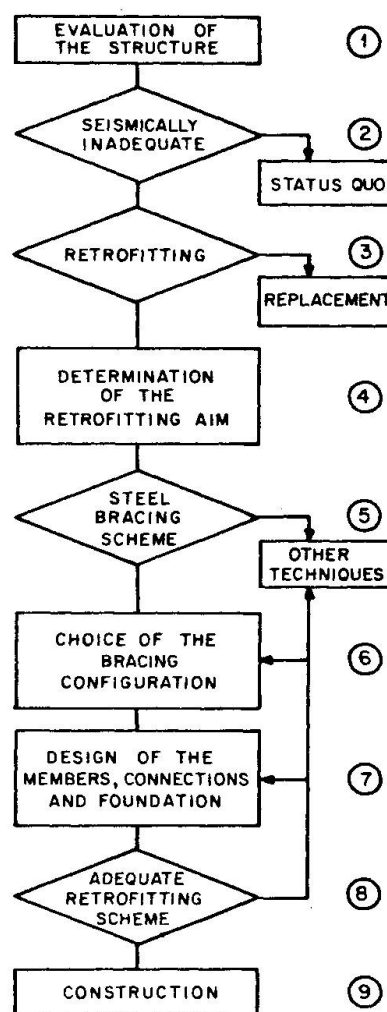 EVALUATION OF
THE STRUCTURE
1
SEISMICALLY
INADEQUATE
2
STATUS QUO
RETROFITTING
3
REPLACEMENT
DETERMINATION
OF THE
RETROFITTING AIM
4
STEEL
BRACING
SCHEME
5
OTHER
TECHNIQUES
CHOICE OF THE
BRACING
CONFIGURATION
6
DESIGN OF THE
MEMBERS, CONNECTIONS
AND FOUNDATION
7
ADEQUATE
RETROFITTING
SCHEME
8
CONSTRUCTION
9